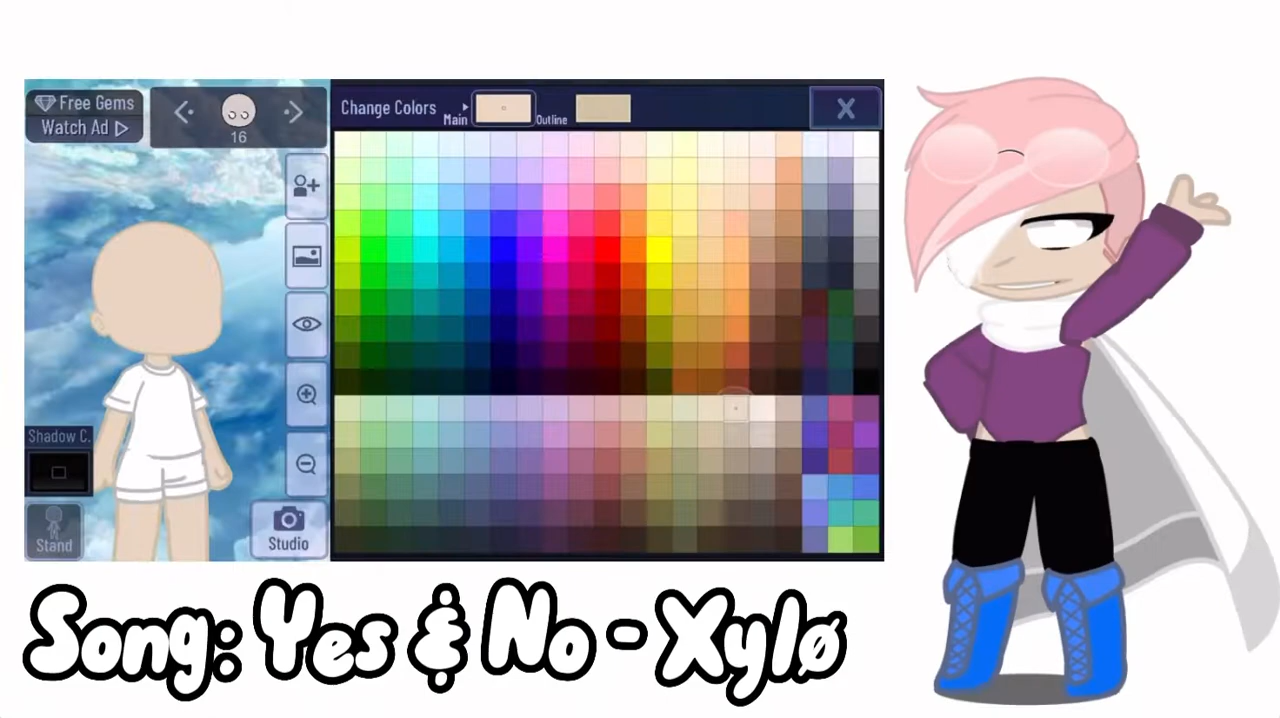 Free Gems
Watch Ad
16
Change Colors
Main
Outline
X
Shadow C.
Stand
Studio
Song: Yes & No - Xylø